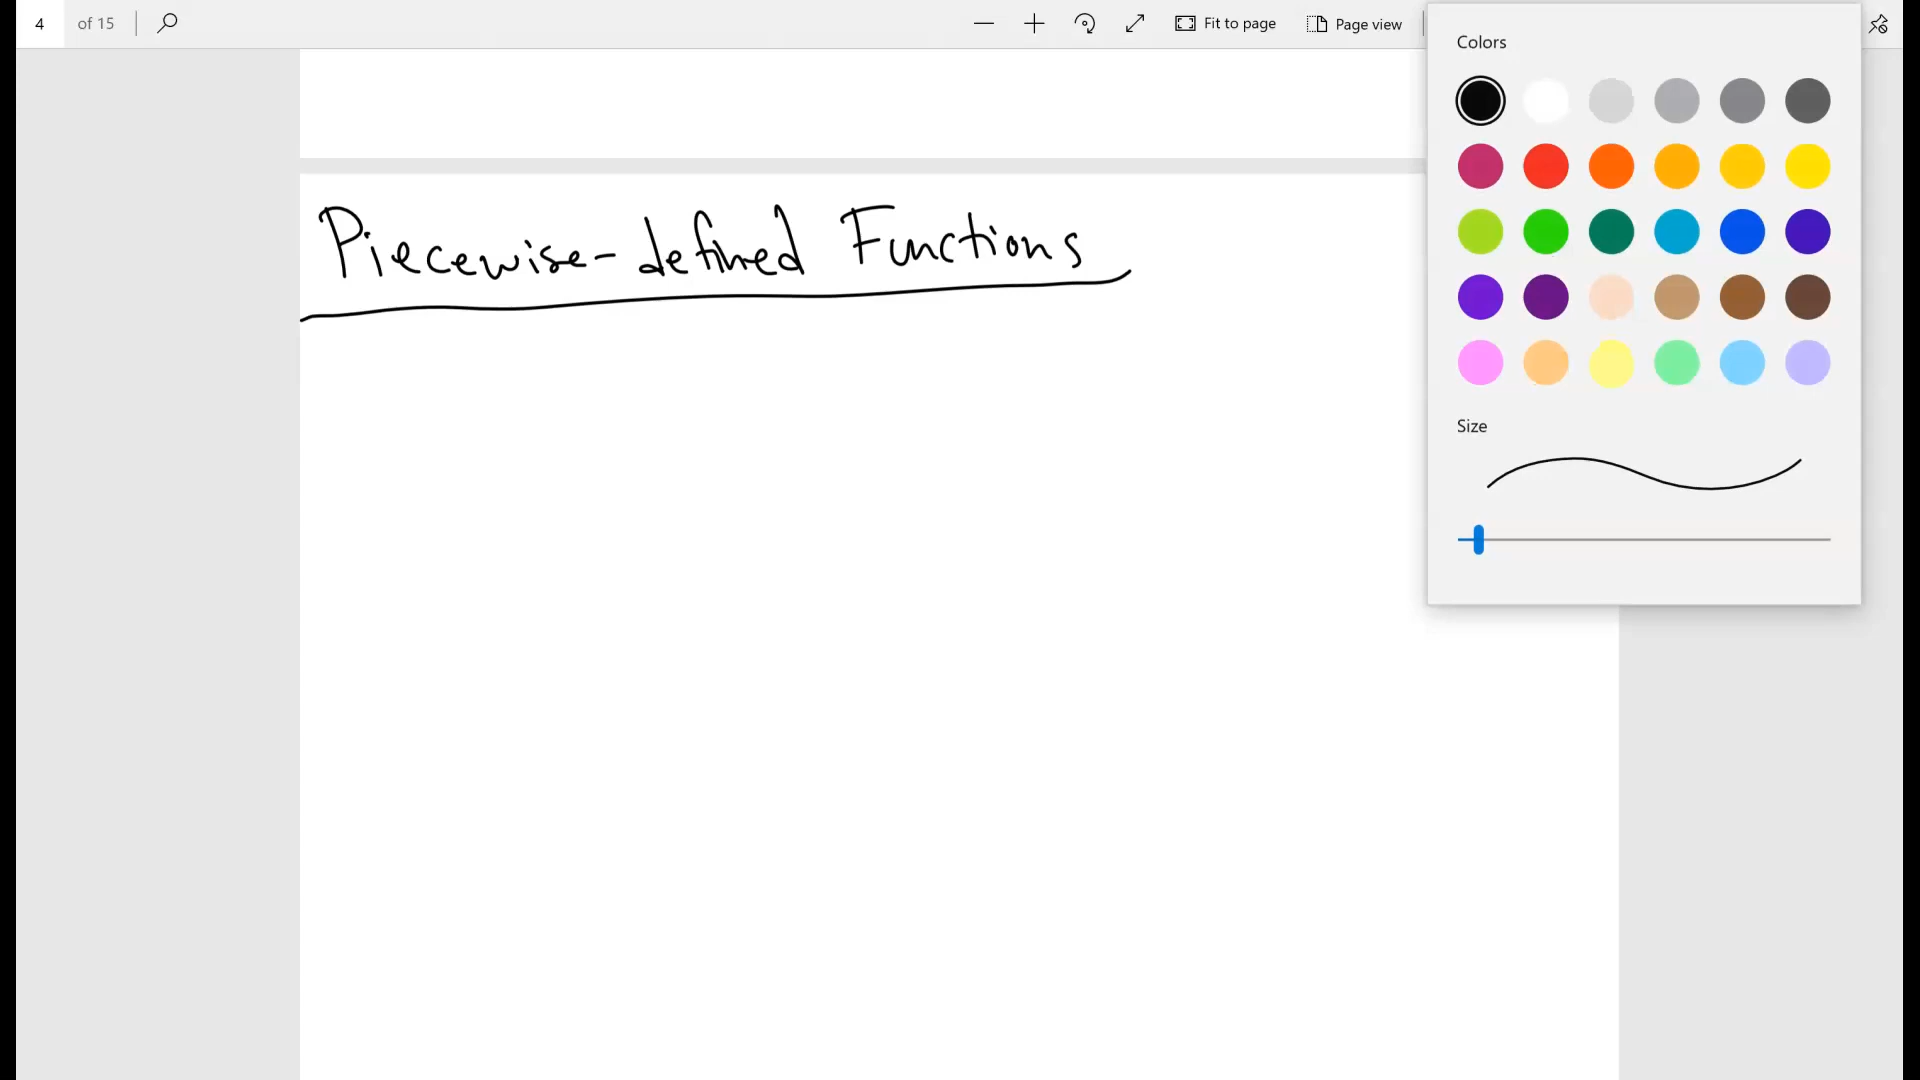 4 of 15 Fit to page Page view
Colors
Piecewise-defined Functions
Size